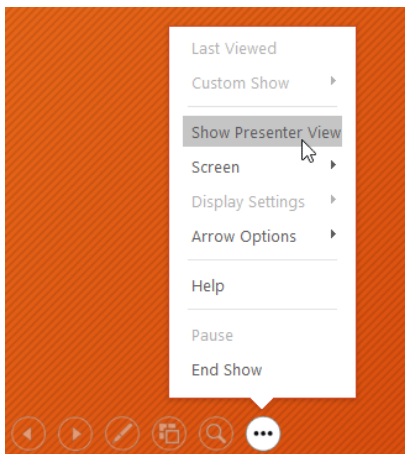 Last Viewed
Custom Show
Show Presenter View
Screen
Display Settings
Arrow Options
Help
Pause
End Show